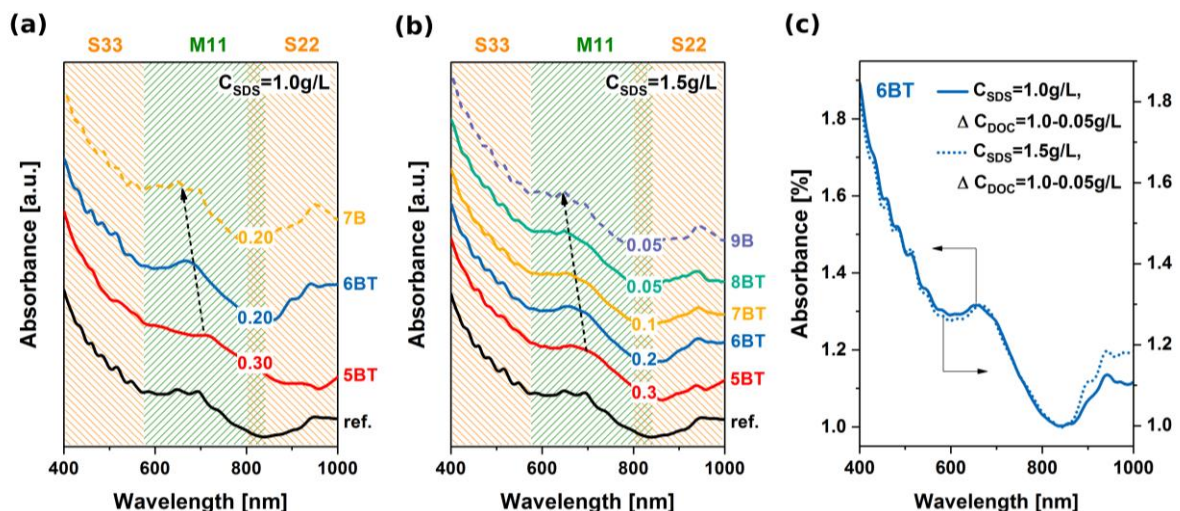 (a)
S33 M11 S22
C_SDS=1.0g/L
Absorbance [a.u.]
0.20
7B
0.20
6BT
0.30
5BT
ref.
400 600 800 1000
Wavelength [nm]
(b)
S33 M11 S22
C_SDS=1.5g/L
Absorbance [a.u.]
0.05
9B
0.05
8BT
0.1
7BT
0.2
6BT
0.3
5BT
ref.
400 600 800 1000
Wavelength [nm]
(c)
6BT
C_SDS=1.0g/L,
Δ C_DOC=1.0-0.05g/L
C_SDS=1.5g/L,
Δ C_DOC=1.0-0.05g/L
Absorbance [%]
1.8
1.6
1.4
1.2
1.0
1.8
1.6
1.4
1.2
1.0
400 600 800 1000
Wavelength [nm]